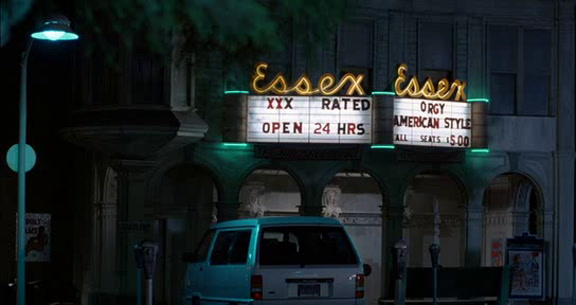 Essex
XXX RATED
OPEN 24 HRS
Essex
ORGY
AMERICAN STYLE
ALL SEATS $5.00